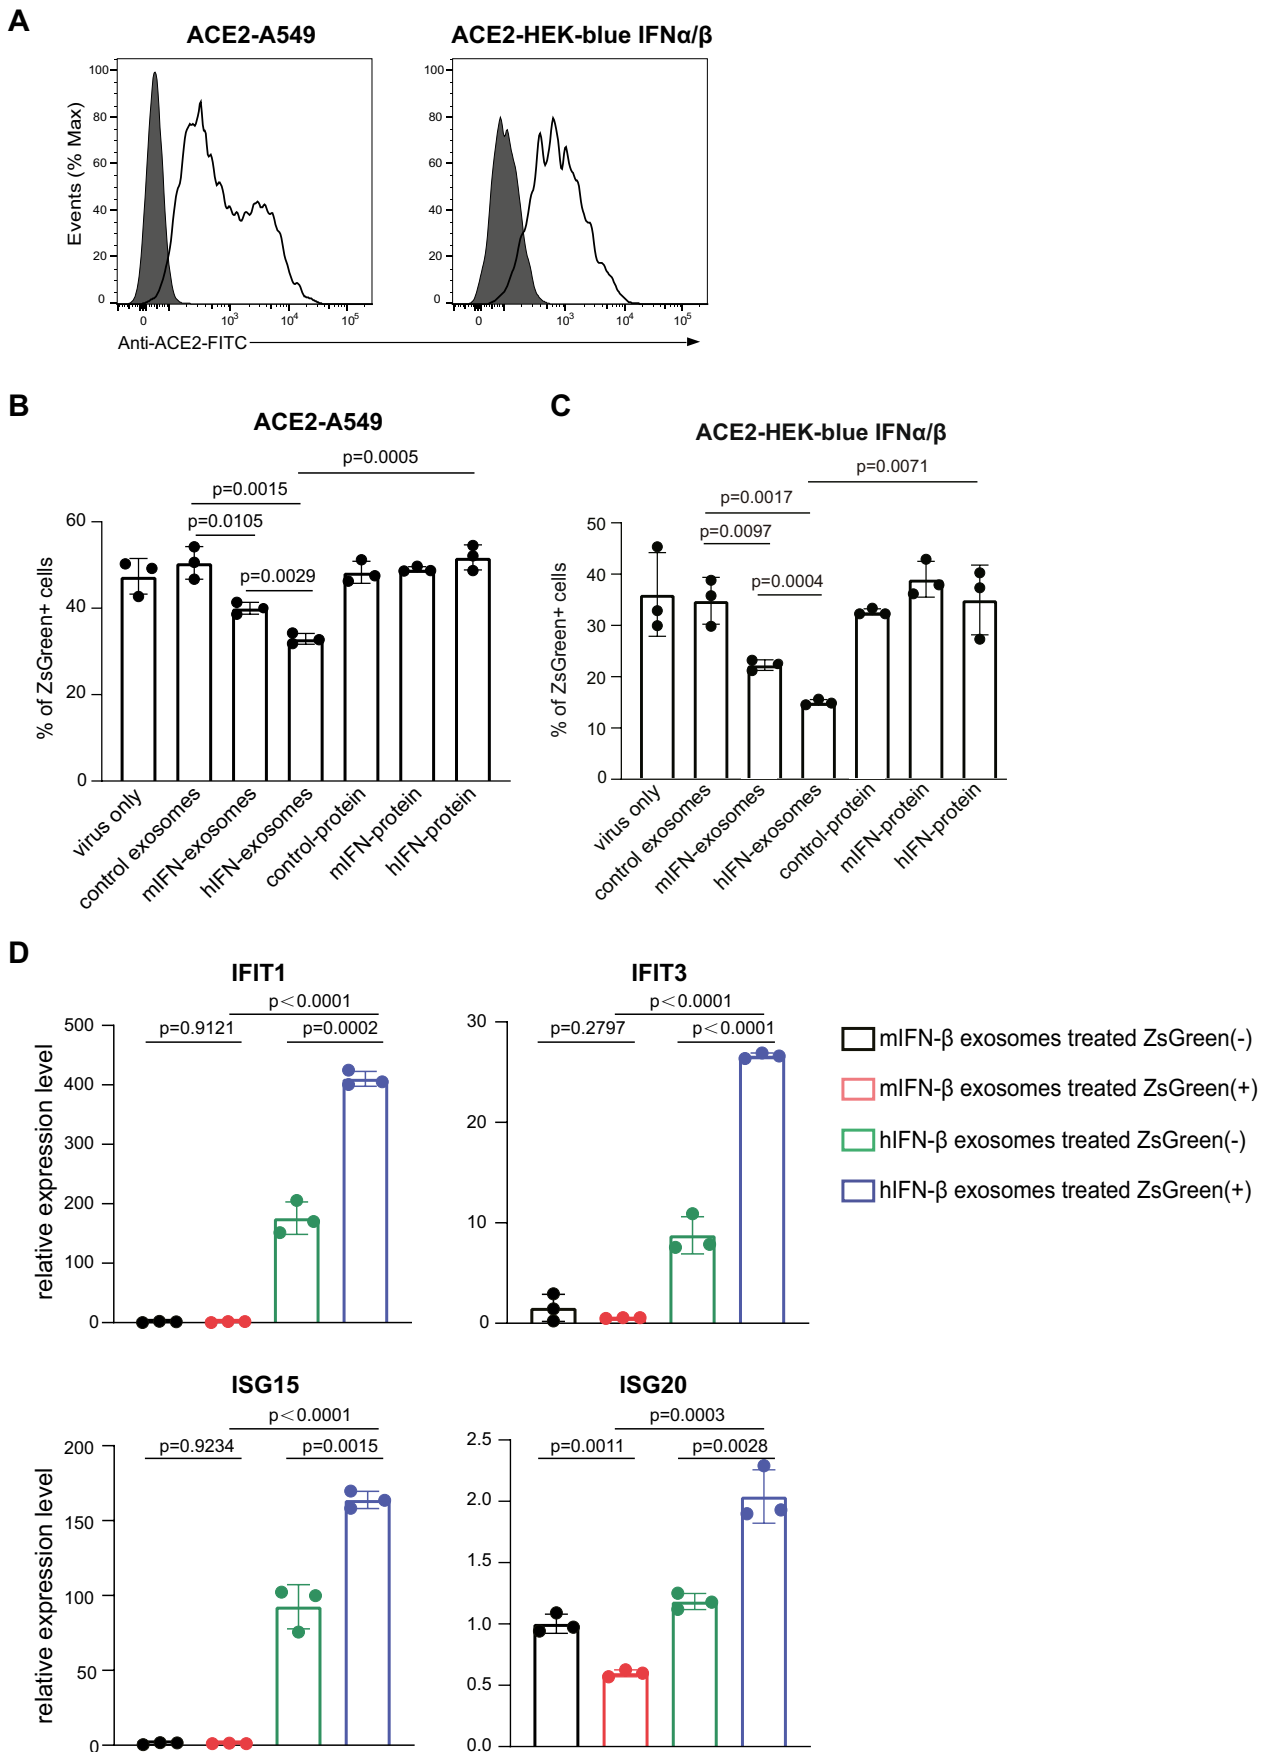 A
ACE2-A549
ACE2-HEK-blue IFNα/β
Events (% Max)
100
80
60
40
20
0
0
10³
10⁴
10⁵
100
80
60
40
20
0
0
10³
10⁴
10⁵
Anti-ACE2-FITC
B
ACE2-A549
p=0.0005
p=0.0015
p=0.0105
p=0.0029
% of ZsGreen+ cells
60
40
20
0
virus only
control exosomes
mIFN-exosomes
hIFN-exosomes
control-protein
mIFN-protein
hIFN-protein
C
ACE2-HEK-blue IFNα/β
p=0.0071
p=0.0017
p=0.0097
p=0.0004
% of ZsGreen+ cells
50
40
30
20
10
0
virus only
control exosomes
mIFN-exosomes
hIFN-exosomes
control-protein
mIFN-protein
hIFN-protein
D
IFIT1
p<0.0001
p=0.9121
p=0.0002
relative expression level
500
400
300
200
100
0
IFIT3
p<0.0001
p=0.2797
p<0.0001
30
20
10
0
mIFN-β exosomes treated ZsGreen(-)
mIFN-β exosomes treated ZsGreen(+)
hIFN-β exosomes treated ZsGreen(-)
hIFN-β exosomes treated ZsGreen(+)
ISG15
p<0.0001
p=0.9234
p=0.0015
relative expression level
200
150
100
50
0
ISG20
p=0.0003
p=0.0011
p=0.0028
2.5
2.0
1.5
1.0
0.5
0.0